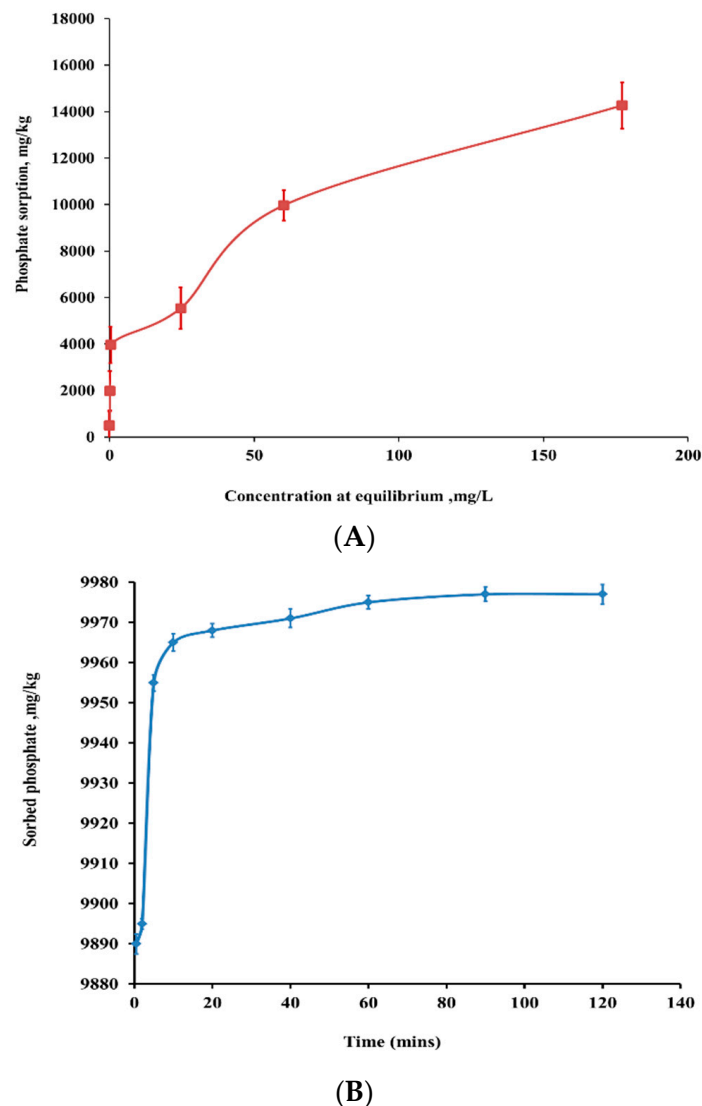 18000
16000
14000
12000
10000
8000
6000
4000
2000
0
Phosphate sorption, mg/kg
0 50 100 150 200
Concentration at equilibrium ,mg/L
(A)
9980
9970
9960
9950
9940
9930
9920
9910
9900
9890
9880
Sorbed phosphate ,mg/kg
0 20 40 60 80 100 120 140
Time (mins)
(B)